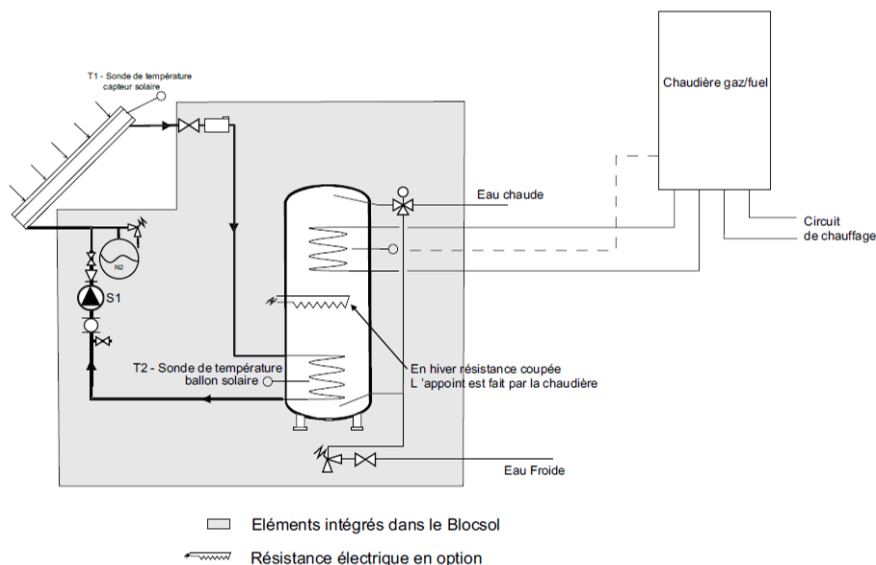 T1 - Sonde de température
capteur solaire
Chaudière gaz/fuel
Eau chaude
Circuit
de chauffage
N2
S1
T2 - Sonde de température
ballon solaire
En hiver résistance coupée
L 'appoint est fait par la chaudière
Eau Froide
Eléments intégrés dans le Blocsol
Résistance électrique en option